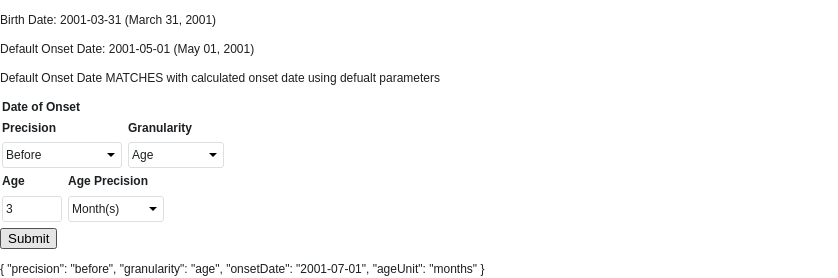 Birth Date: 2001-03-31 (March 31, 2001)
Default Onset Date: 2001-05-01 (May 01, 2001)
Default Onset Date MATCHES with calculated onset date using defualt parameters
Date of Onset
Precision Granularity
Before Age
Age Age Precision
3 Month(s)
Submit
{ "precision": "before", "granularity": "age", "onsetDate": "2001-07-01", "ageUnit": "months" }